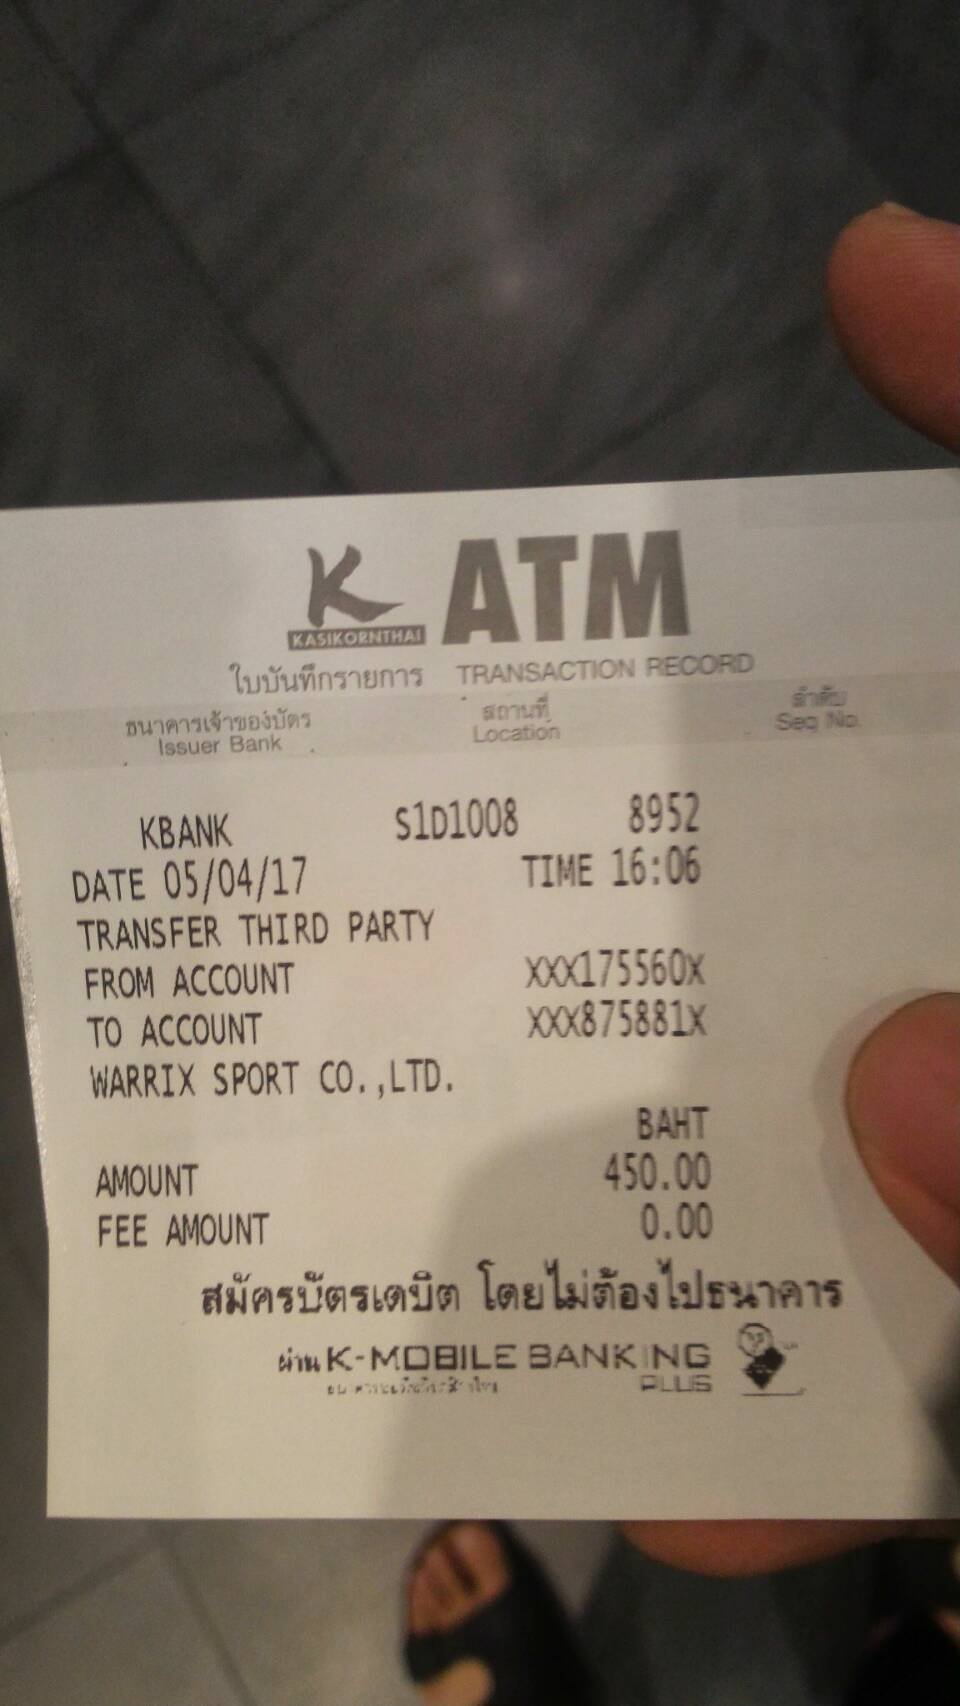 K ATM
KASIKORNTHAI
ใบบันทึกรายการ TRANSACTION RECORD
ธนาคารเจ้าของบัตร สถานที่ ลำดับ
Issuer Bank Location Seq No.
KBANK S1D1008 8952
DATE 05/04/17 TIME 16:06
TRANSFER THIRD PARTY
FROM ACCOUNT XXX175560X
TO ACCOUNT XXX875881X
WARRIX SPORT CO.,LTD.
BAHT
AMOUNT 450.00
FEE AMOUNT 0.00
สมัครบัตรเดบิต โดยไม่ต้องไปธนาคาร
ผ่าน K-MOBILE BANKING
PLUS